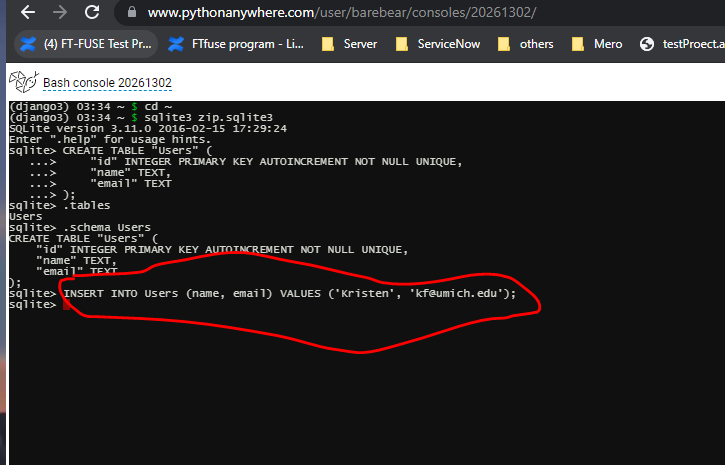 www.pythonanywhere.com/user/barebear/consoles/20261302/
(4) FT-FUSE Test Pr... FTfuse program - Li... Server ServiceNow others Mero testProect.a
Bash console 20261302
(django3) 03:34 ~ $ cd ~
(django3) 03:34 ~ $ sqlite3 zip.sqlite3
SQLite version 3.11.0 2016-02-15 17:29:24
Enter ".help" for usage hints.
sqlite> CREATE TABLE "Users" (
...> "id" INTEGER PRIMARY KEY AUTOINCREMENT NOT NULL UNIQUE,
...> "name" TEXT,
...> "email" TEXT
...> );
sqlite> .tables
Users
sqlite> .schema Users
CREATE TABLE "Users" (
"id" INTEGER PRIMARY KEY AUTOINCREMENT NOT NULL UNIQUE,
"name" TEXT,
"email" TEXT
);
sqlite> INSERT INTO Users (name, email) VALUES ('Kristen', 'kf@umich.edu');
sqlite>